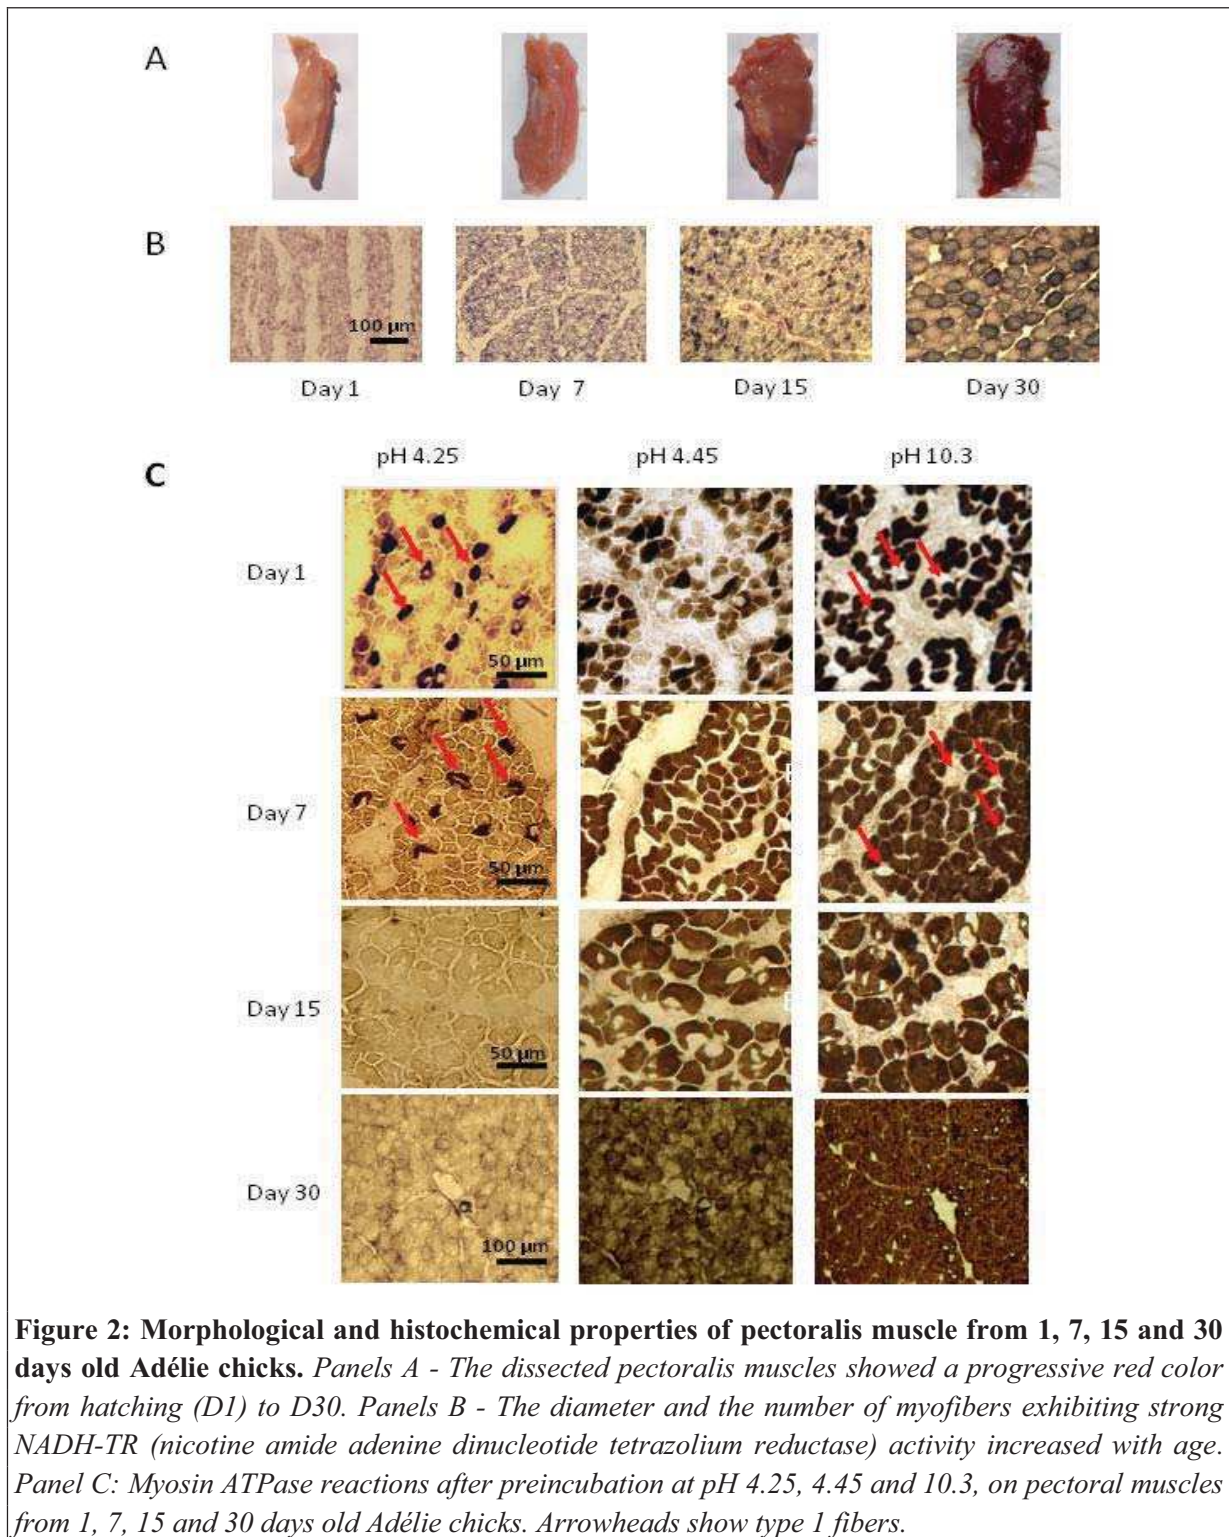 A
B
100 µm
Day 1
Day 7
Day 15
Day 30
C
pH 4.25
pH 4.45
pH 10.3
Day 1
50 µm
Day 7
50 µm
Day 15
50 µm
Day 30
100 µm
Figure 2: Morphological and histochemical properties of pectoralis muscle from 1, 7, 15 and 30
days old Adélie chicks. Panels A - The dissected pectoralis muscles showed a progressive red color
from hatching (D1) to D30. Panels B - The diameter and the number of myofibers exhibiting strong
NADH-TR (nicotine amide adenine dinucleotide tetrazolium reductase) activity increased with age.
Panel C: Myosin ATPase reactions after preincubation at pH 4.25, 4.45 and 10.3, on pectoral muscles
from 1, 7, 15 and 30 days old Adélie chicks. Arrowheads show type 1 fibers.